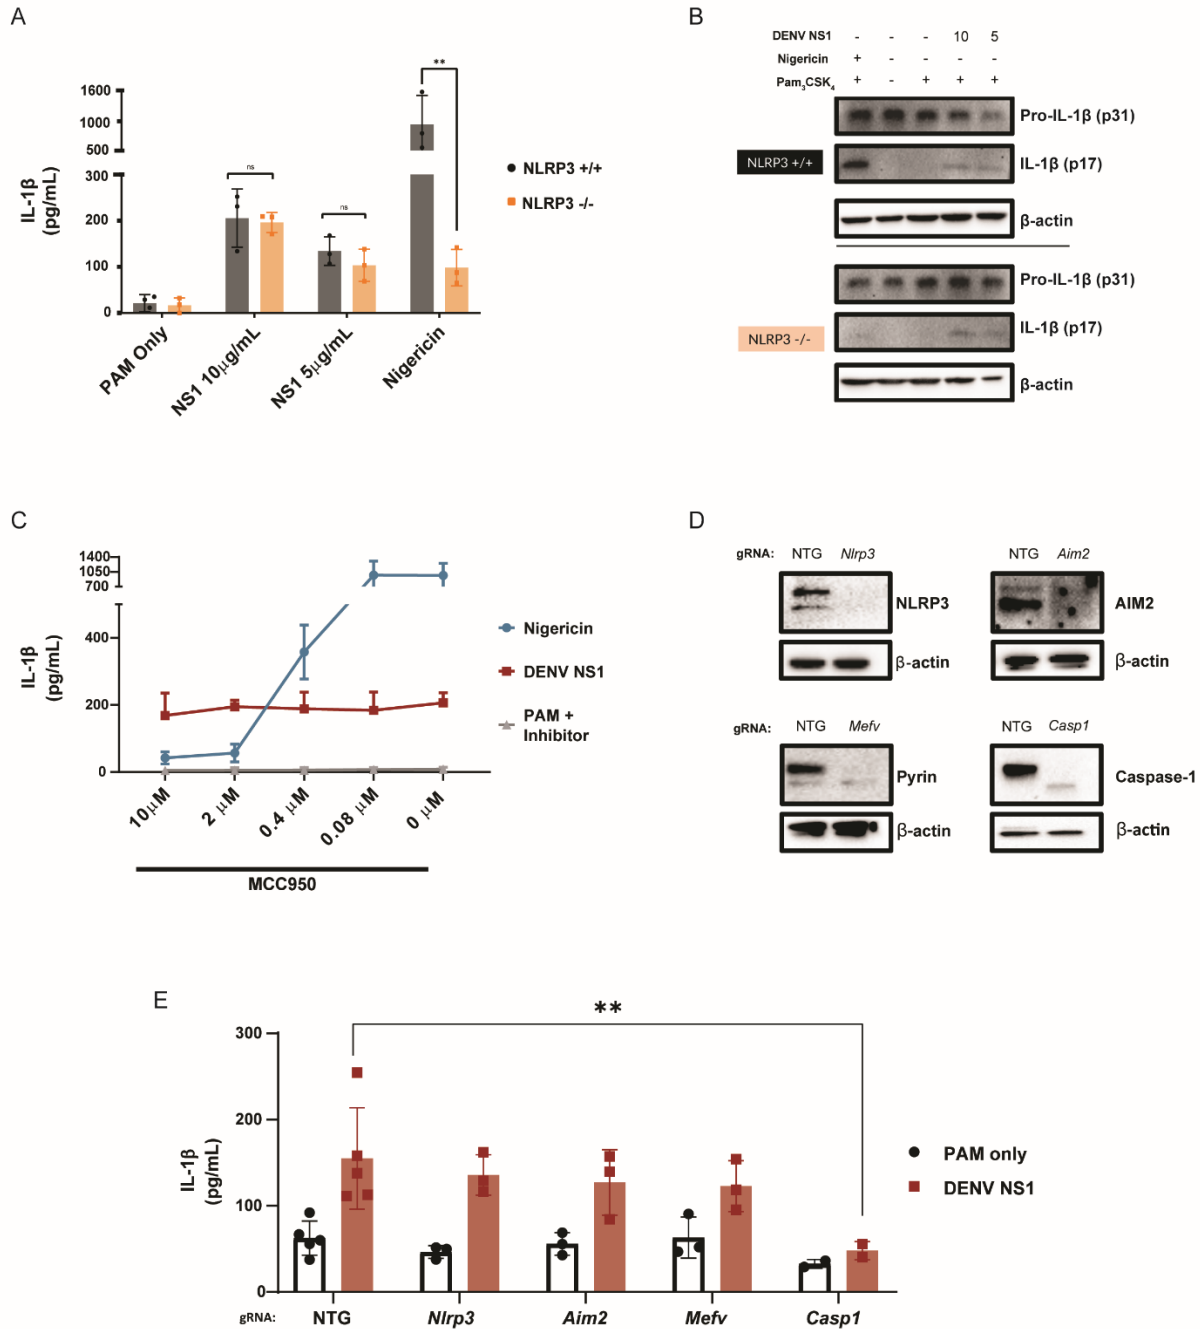 A
IL-1β
(pg/mL)
1600
1000
500
300
200
100
0
ns
ns
**
PAM Only
NS1 10μg/mL
NS1 5μg/mL
Nigericin
NLRP3 +/+
NLRP3 -/-
B
DENV NS1 - - - 10 5
Nigericin + - - - -
Pam3CSK4 + - + + +
Pro-IL-1β (p31)
NLRP3 +/+
IL-1β (p17)
β-actin
Pro-IL-1β (p31)
NLRP3 -/-
IL-1β (p17)
β-actin
C
IL-1β
(pg/mL)
1400
1050
700
400
200
0
10μM
2 μM
0.4 μM
0.08 μM
0 μM
MCC950
Nigericin
DENV NS1
PAM +
Inhibitor
D
gRNA: NTG Nlrp3
NLRP3
β-actin
NTG Aim2
AIM2
β-actin
gRNA: NTG Mefv
Pyrin
β-actin
NTG Casp1
Caspase-1
β-actin
E
**
IL-1β
(pg/mL)
300
200
100
0
gRNA: NTG Nlrp3 Aim2 Mefv Casp1
PAM only
DENV NS1